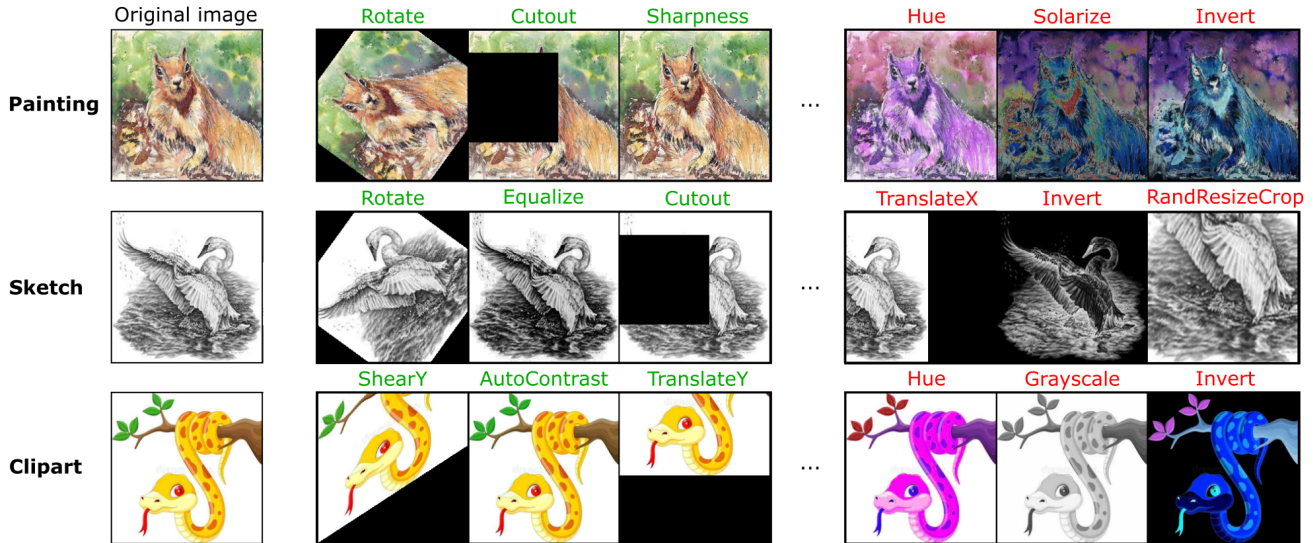 Original image Rotate Cutout Sharpness Hue Solarize Invert
Painting ...
Rotate Equalize Cutout TranslateX Invert RandResizeCrop
Sketch ...
ShearY AutoContrast TranslateY Hue Grayscale Invert
Clipart ...